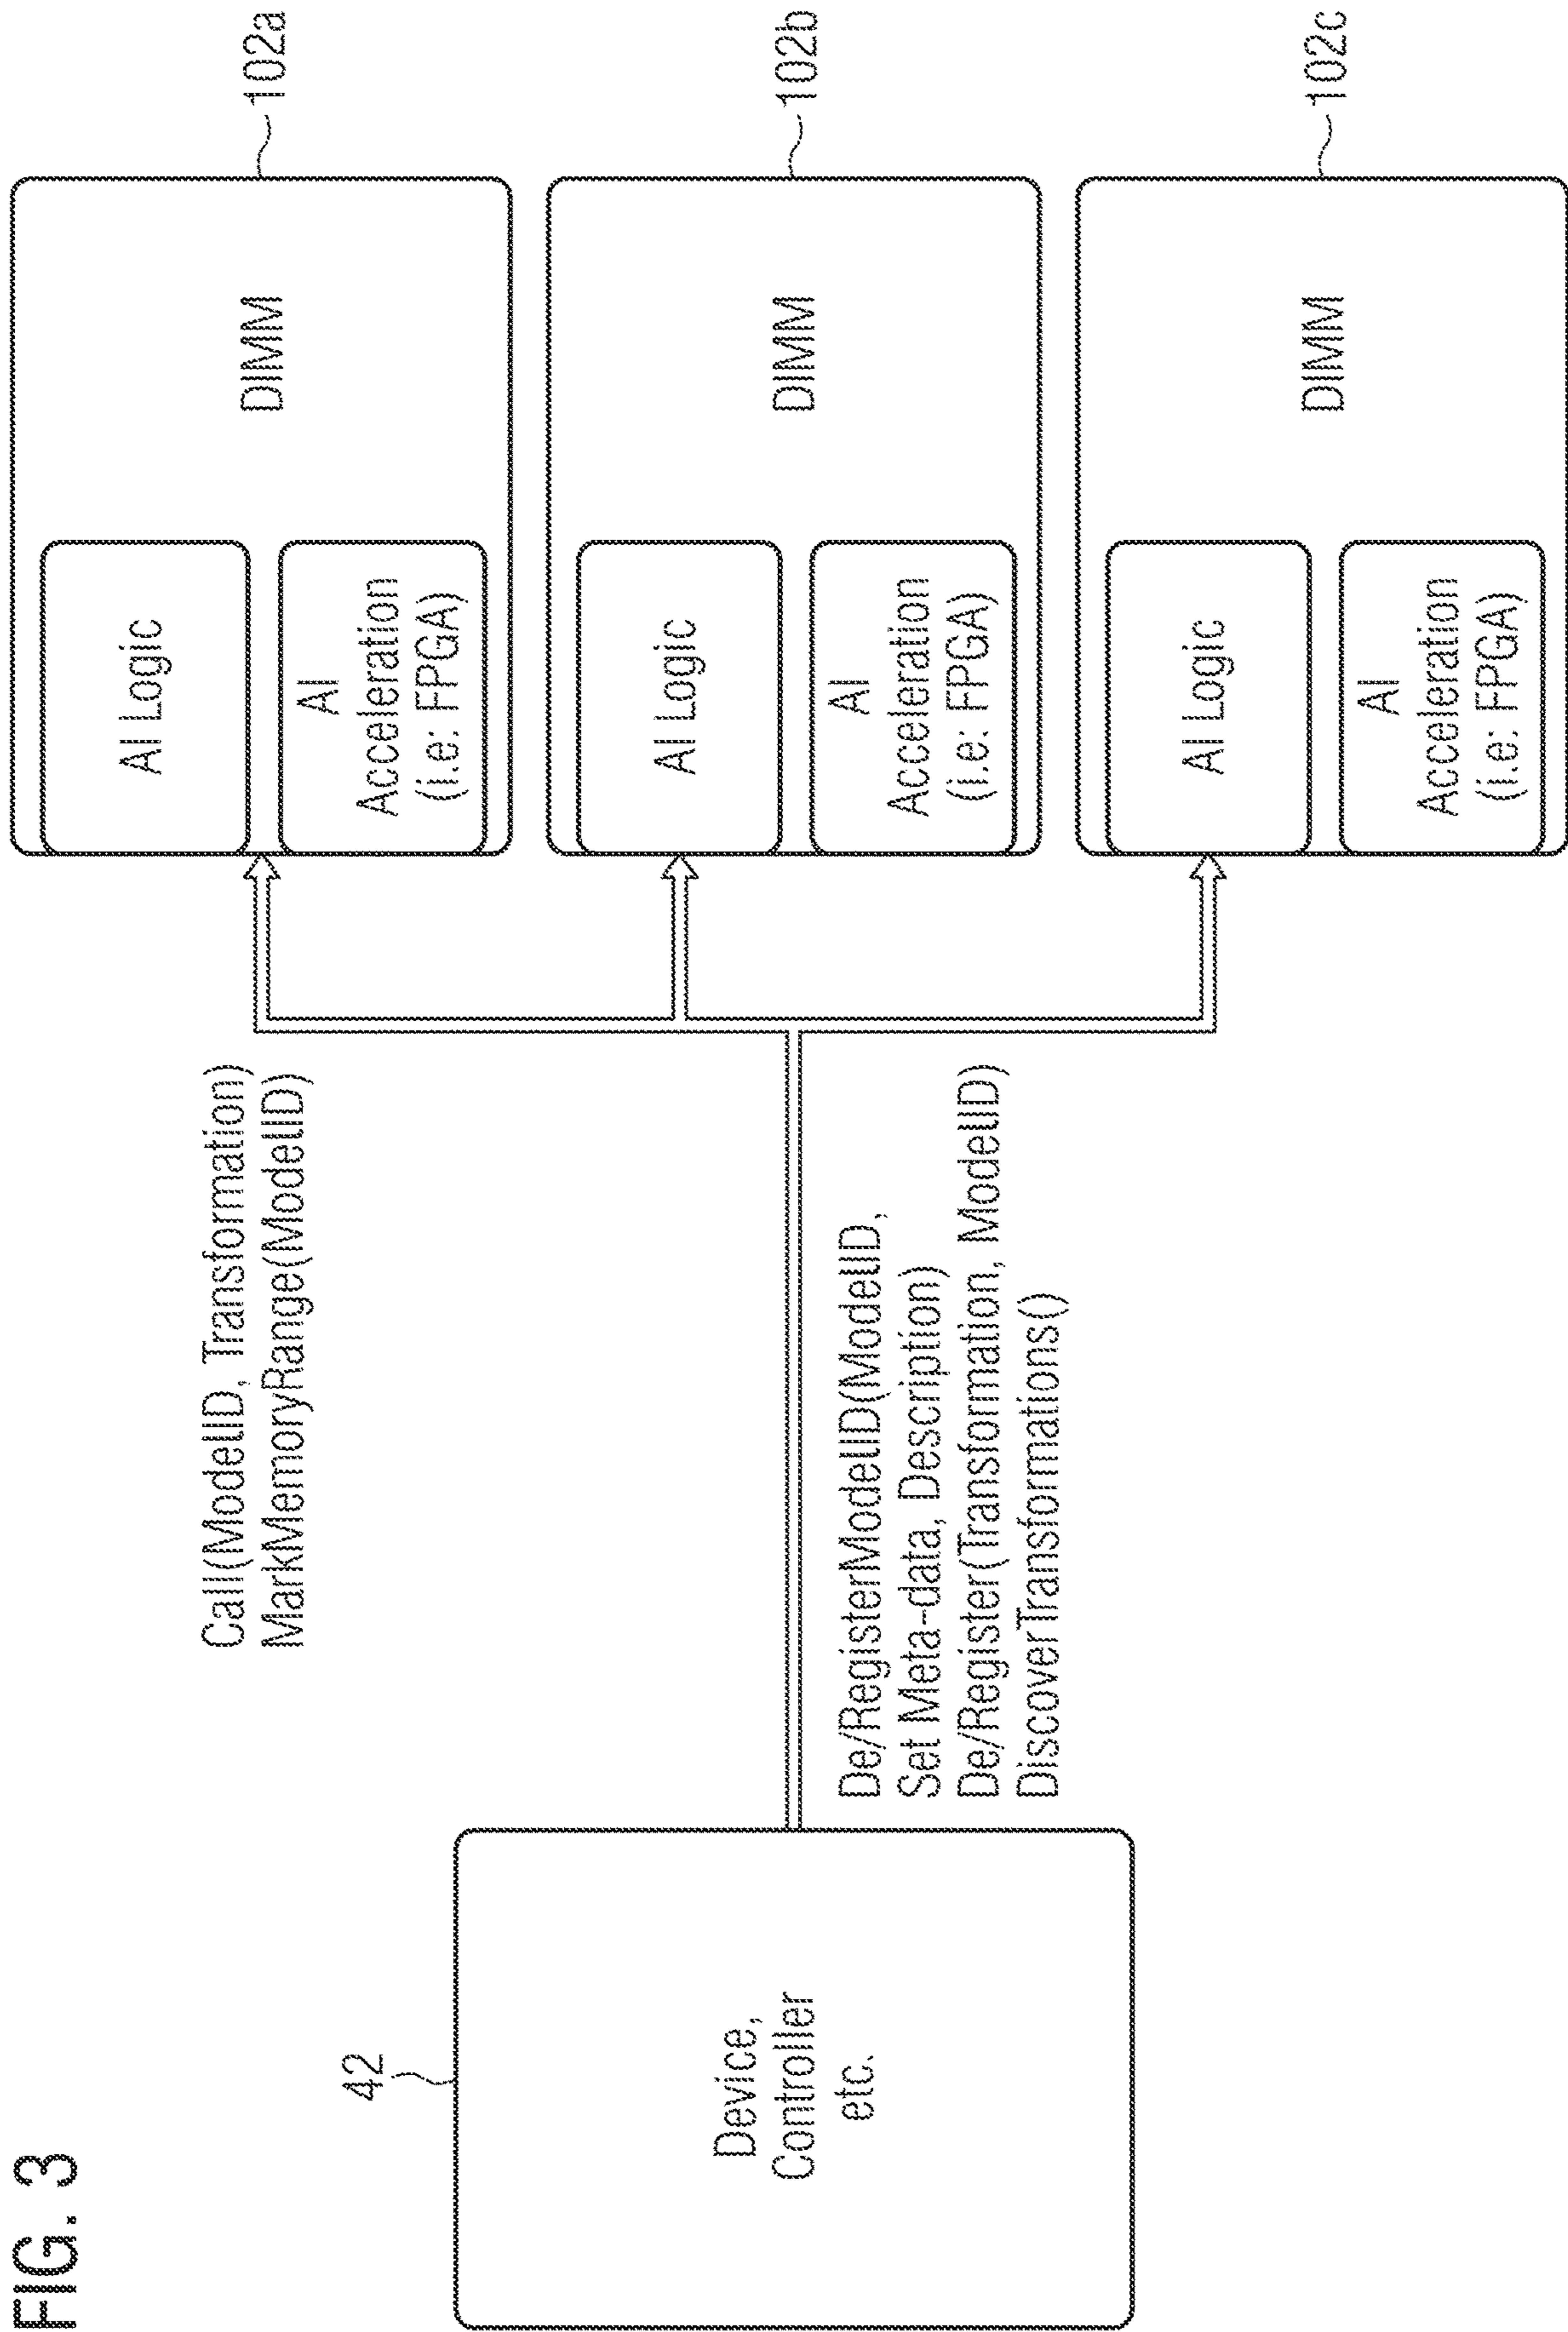 FIG. 3
42
Device,
Controller
etc.
Call(ModelID, Transformation)
MarkMemoryRange(ModelID)
De/RegisterModelID(ModelID,
Set Meta-data, Description)
De/Register(Transformation, ModelID)
DiscoverTransformations()
AI Logic
AI
Acceleration
(i.e: FPGA)
DIMM
102a
AI Logic
AI
Acceleration
(i.e: FPGA)
DIMM
102b
AI Logic
AI
Acceleration
(i.e: FPGA)
DIMM
102c